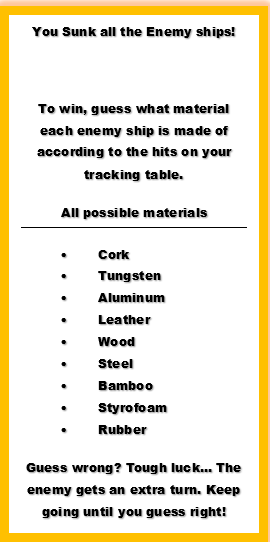 You Sunk all the Enemy ships!
To win, guess what material
each enemy ship is made of
according to the hits on your
tracking table.
All possible materials
• Cork
• Tungsten
• Aluminum
• Leather
• Wood
• Steel
• Bamboo
• Styrofoam
• Rubber
Guess wrong? Tough luck... The
enemy gets an extra turn. Keep
going until you guess right!